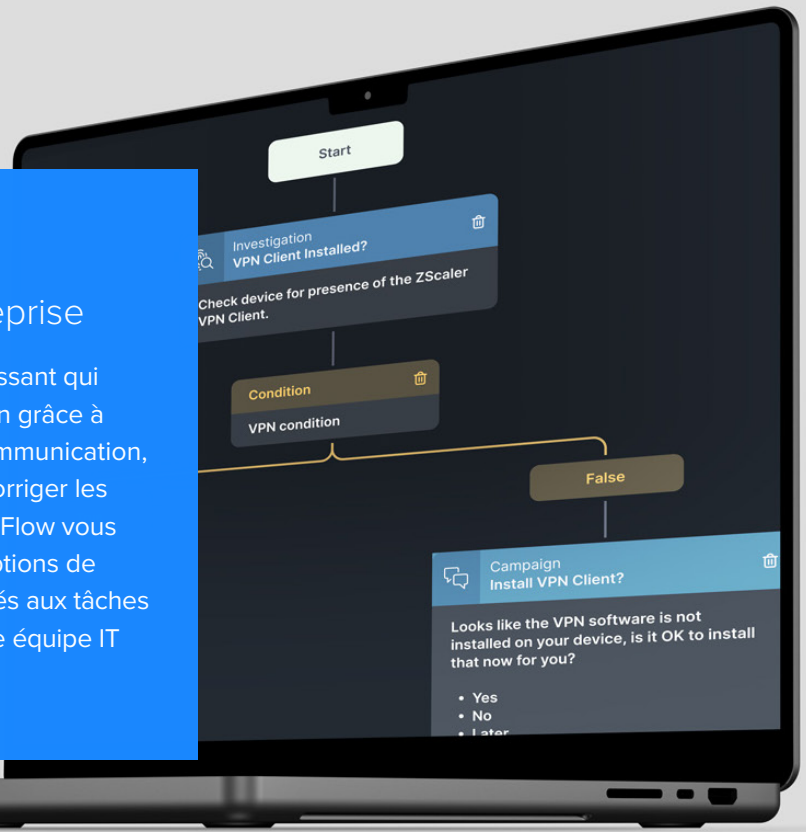 eprise
ssant qui
n grâce à
mmunication,
orriger les
Flow vous
otions de
és aux tâches
e équipe IT
Start
Investigation
VPN Client Installed?
Check device for presence of the ZScaler
VPN Client.
Condition
VPN condition
False
Campaign
Install VPN Client?
Looks like the VPN software is not
installed on your device, is it OK to install
that now for you?
• Yes
• No
• Later